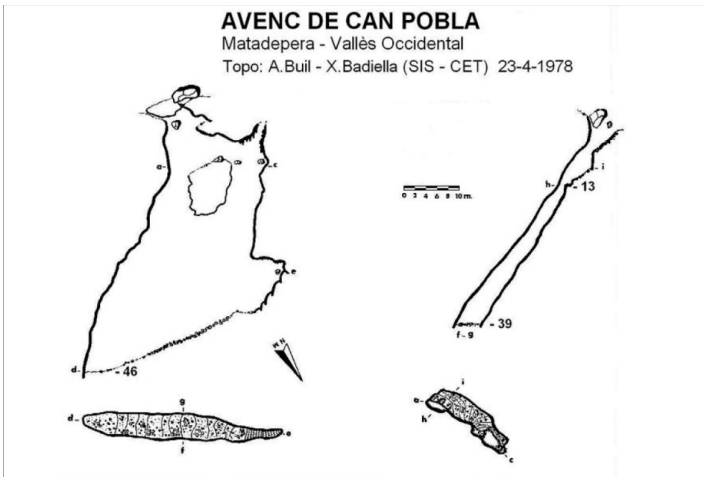 AVENC DE CAN POBLA
Matadepera - Vallès Occidental
Topo: A.Buil - X.Badiella (SIS - CET) 23-4-1978
a
c
h
i
- 13
0 2 4 6 8 10 m.
e
- 39
f - g
d
- 46
M N
g
d
e
f
i
a
h
c